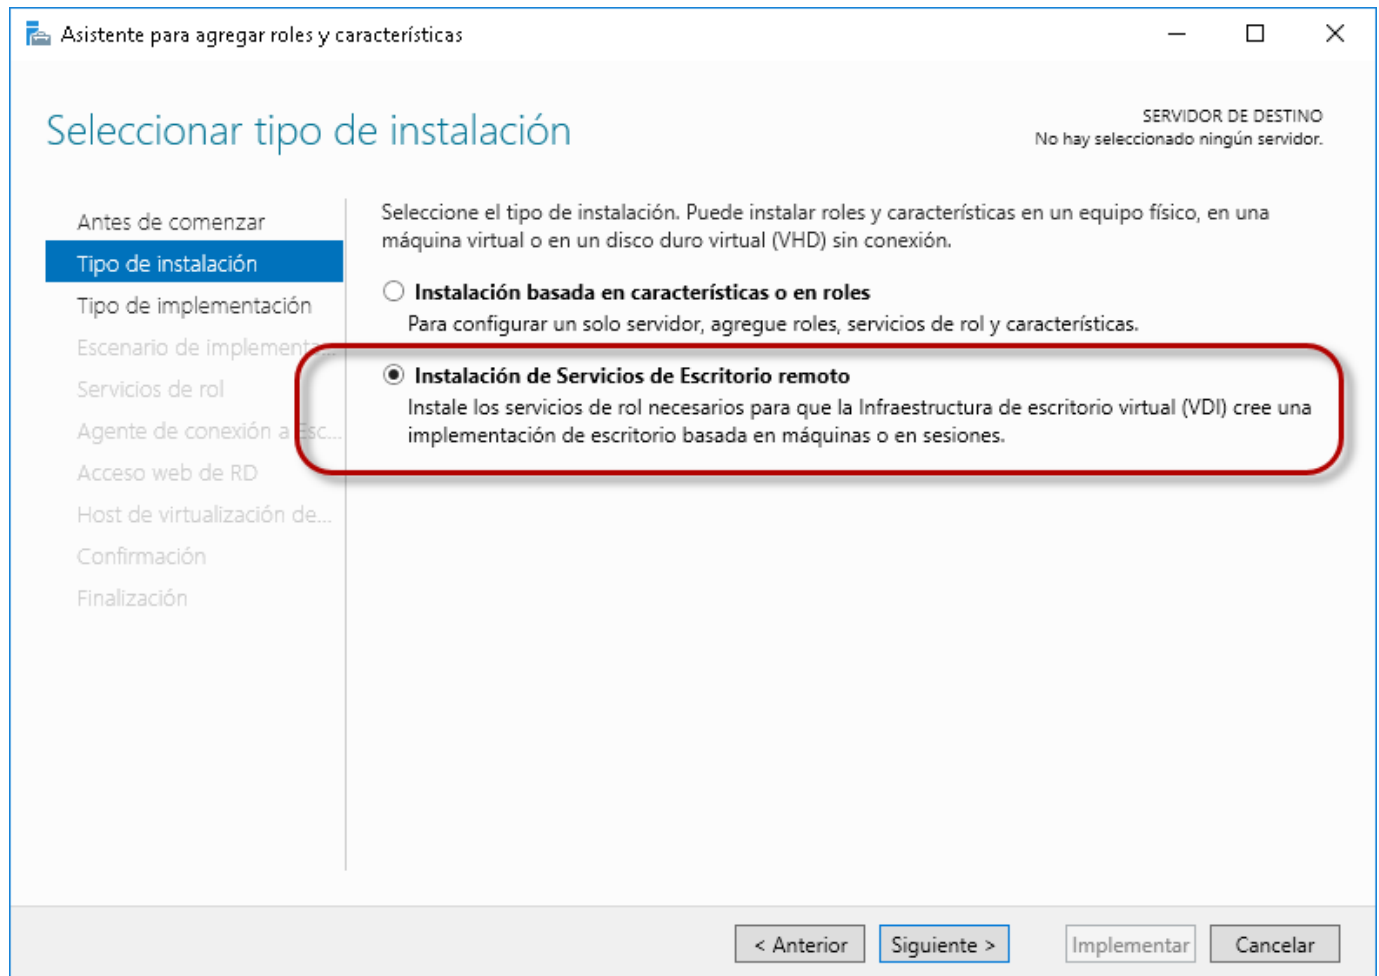 Asistente para agregar roles y características
Seleccionar tipo de instalación
SERVIDOR DE DESTINO
No hay seleccionado ningún servidor.
Antes de comenzar
Tipo de instalación
Tipo de implementación
Escenario de implementa...
Servicios de rol
Agente de conexión a Esc...
Acceso web de RD
Host de virtualización de...
Confirmación
Finalización
Seleccione el tipo de instalación. Puede instalar roles y características en un equipo físico, en una
máquina virtual o en un disco duro virtual (VHD) sin conexión.
Instalación basada en características o en roles
Para configurar un solo servidor, agregue roles, servicios de rol y características.
Instalación de Servicios de Escritorio remoto
Instale los servicios de rol necesarios para que la Infraestructura de escritorio virtual (VDI) cree una
implementación de escritorio basada en máquinas o en sesiones.
< Anterior
Siguiente >
Implementar
Cancelar